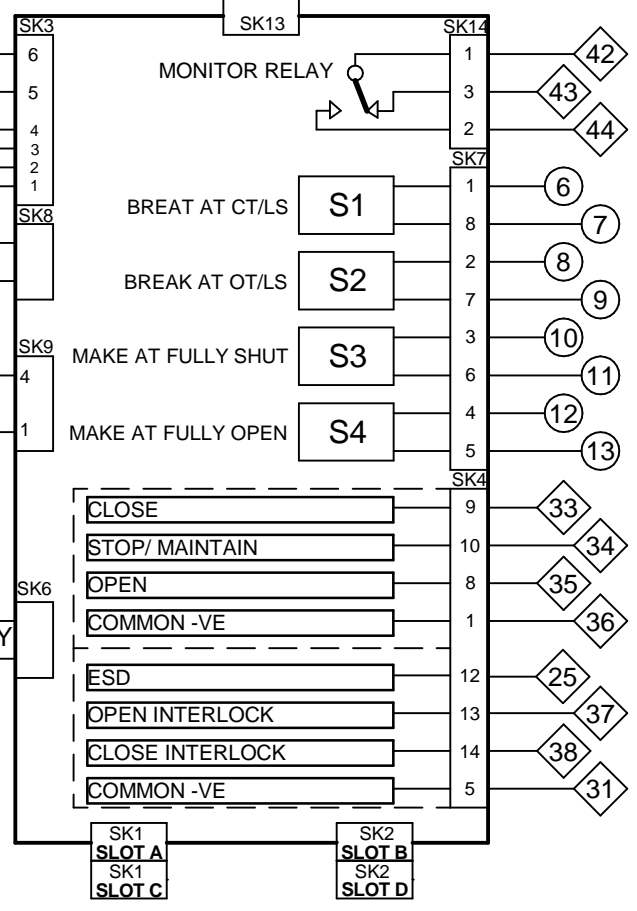 SK3
SK13
SK14
6
MONITOR RELAY
1
42
5
3
43
4
2
44
3
2
1
SK7
BREAT AT CT/LS
S1
1
6
8
7
SK8
BREAK AT OT/LS
S2
2
8
7
9
SK9
MAKE AT FULLY SHUT
S3
3
10
4
6
11
1
MAKE AT FULLY OPEN
S4
4
12
5
13
SK4
CLOSE
9
33
STOP/ MAINTAIN
10
34
SK6
OPEN
8
35
COMMON -VE
1
36
Y
ESD
12
25
OPEN INTERLOCK
13
37
CLOSE INTERLOCK
14
38
COMMON -VE
5
31
SK1
SLOT A
SK1
SLOT C
SK2
SLOT B
SK2
SLOT D